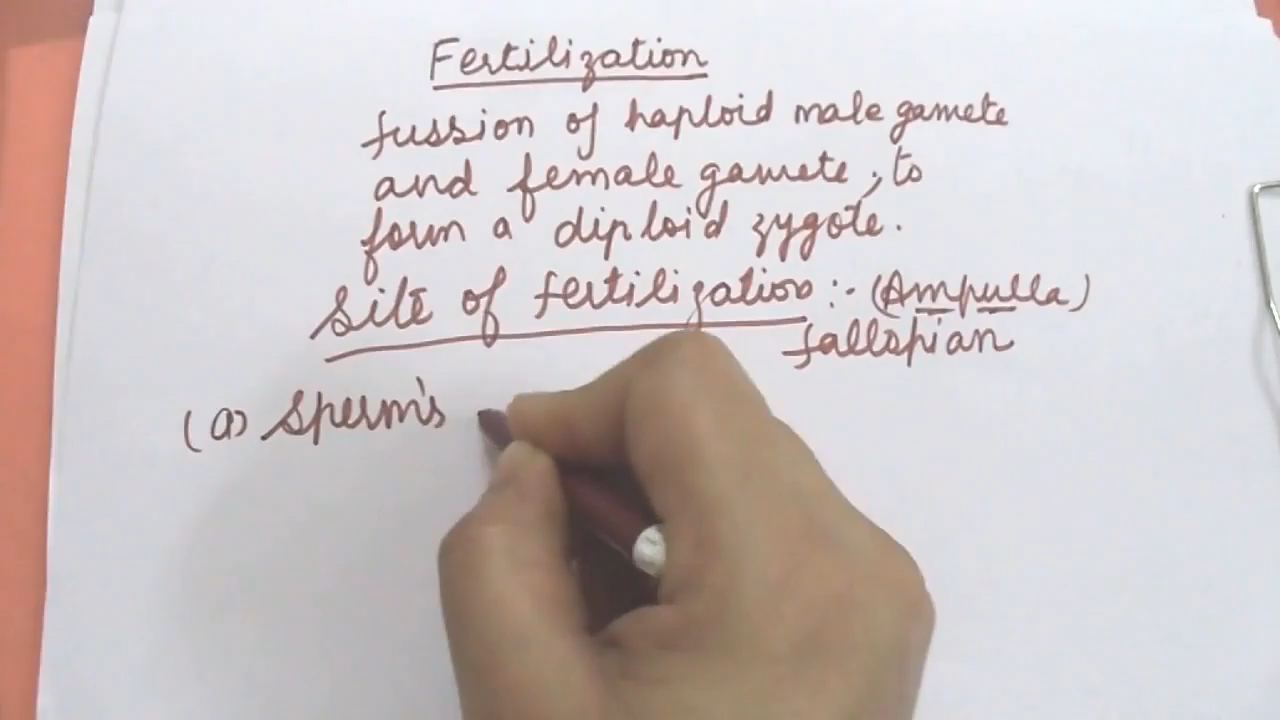 Fertilization
fussion of haploid male gamete
and female gamete, to
form a diploid zygote.
Site of fertilization :- (Ampulla)
fallopian
(a) Sperm's